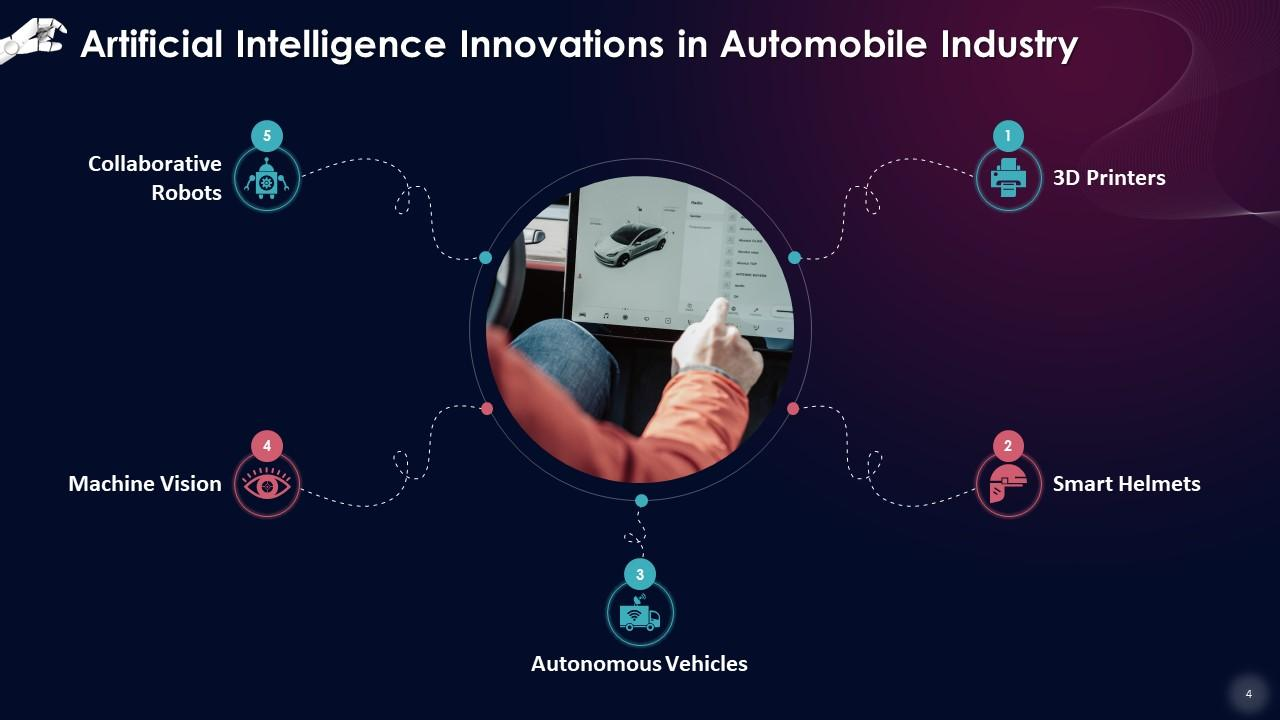 Artificial Intelligence Innovations in Automobile Industry
5
Collaborative
Robots
1
3D Printers
Radio
4
Machine Vision
2
Smart Helmets
3
Autonomous Vehicles
4